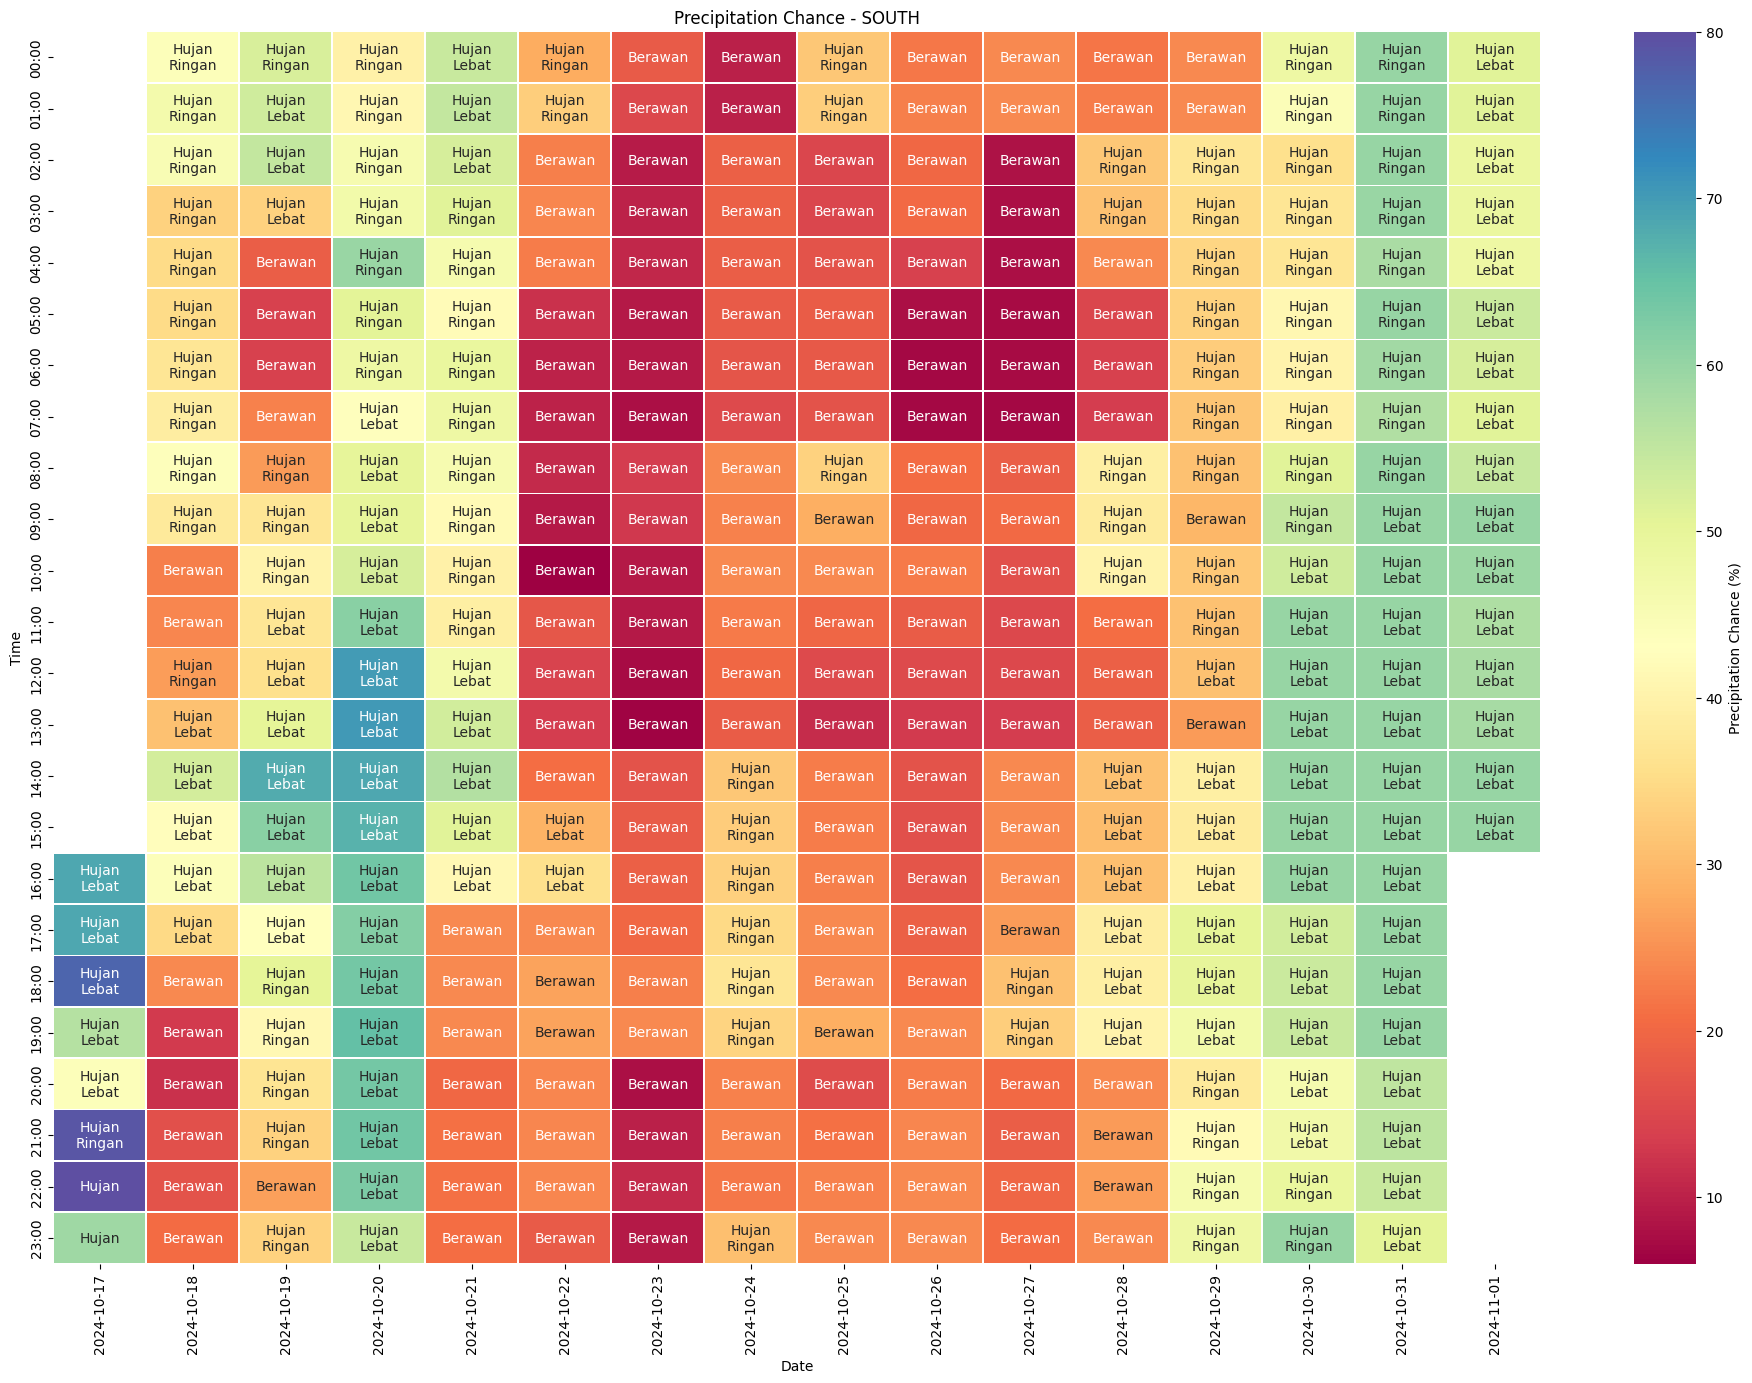 Precipitation Chance - SOUTH
00:00 Hujan Ringan Hujan Ringan Hujan Ringan Hujan Lebat Hujan Ringan Berawan Berawan Hujan Ringan Berawan Berawan Berawan Berawan Hujan Ringan Hujan Ringan Hujan Lebat
01:00 Hujan Ringan Hujan Lebat Hujan Ringan Hujan Lebat Hujan Ringan Berawan Berawan Hujan Ringan Berawan Berawan Berawan Berawan Hujan Ringan Hujan Ringan Hujan Lebat
02:00 Hujan Ringan Hujan Lebat Hujan Ringan Hujan Lebat Berawan Berawan Berawan Berawan Berawan Berawan Hujan Ringan Hujan Ringan Hujan Ringan Hujan Ringan Hujan Lebat
03:00 Hujan Ringan Hujan Lebat Hujan Ringan Hujan Ringan Berawan Berawan Berawan Berawan Berawan Berawan Hujan Ringan Hujan Ringan Hujan Ringan Hujan Ringan Hujan Lebat
04:00 Hujan Ringan Berawan Hujan Ringan Hujan Ringan Berawan Berawan Berawan Berawan Berawan Berawan Berawan Hujan Ringan Hujan Ringan Hujan Ringan Hujan Lebat
05:00 Hujan Ringan Berawan Hujan Ringan Hujan Ringan Berawan Berawan Berawan Berawan Berawan Berawan Berawan Hujan Ringan Hujan Ringan Hujan Ringan Hujan Lebat
06:00 Hujan Ringan Berawan Hujan Ringan Hujan Ringan Berawan Berawan Berawan Berawan Berawan Berawan Berawan Hujan Ringan Hujan Ringan Hujan Ringan Hujan Lebat
07:00 Hujan Ringan Berawan Hujan Lebat Hujan Ringan Berawan Berawan Berawan Berawan Berawan Berawan Berawan Hujan Ringan Hujan Ringan Hujan Ringan Hujan Lebat
08:00 Hujan Ringan Hujan Ringan Hujan Lebat Hujan Ringan Berawan Berawan Berawan Hujan Ringan Berawan Berawan Hujan Ringan Hujan Ringan Hujan Ringan Hujan Ringan Hujan Lebat
09:00 Hujan Ringan Hujan Ringan Hujan Lebat Hujan Ringan Berawan Berawan Berawan Berawan Berawan Berawan Hujan Ringan Berawan Hujan Ringan Hujan Lebat Hujan Lebat
10:00 Berawan Hujan Ringan Hujan Lebat Hujan Ringan Berawan Berawan Berawan Berawan Berawan Berawan Hujan Ringan Hujan Ringan Hujan Lebat Hujan Lebat Hujan Lebat
11:00 Berawan Hujan Lebat Hujan Lebat Hujan Ringan Berawan Berawan Berawan Berawan Berawan Berawan Berawan Hujan Ringan Hujan Lebat Hujan Lebat Hujan Lebat
12:00 Hujan Ringan Hujan Lebat Hujan Lebat Hujan Lebat Berawan Berawan Berawan Berawan Berawan Berawan Berawan Hujan Lebat Hujan Lebat Hujan Lebat Hujan Lebat
13:00 Hujan Lebat Hujan Lebat Hujan Lebat Hujan Lebat Berawan Berawan Berawan Berawan Berawan Berawan Berawan Berawan Hujan Lebat Hujan Lebat Hujan Lebat
14:00 Hujan Lebat Hujan Lebat Hujan Lebat Hujan Lebat Berawan Berawan Hujan Ringan Berawan Berawan Berawan Hujan Lebat Hujan Lebat Hujan Lebat Hujan Lebat Hujan Lebat
15:00 Hujan Lebat Hujan Lebat Hujan Lebat Hujan Lebat Hujan Lebat Berawan Hujan Ringan Berawan Berawan Berawan Hujan Lebat Hujan Lebat Hujan Lebat Hujan Lebat Hujan Lebat
16:00 Hujan Lebat Hujan Lebat Hujan Lebat Hujan Lebat Hujan Lebat Hujan Lebat Berawan Hujan Ringan Berawan Berawan Berawan Hujan Lebat Hujan Lebat Hujan Lebat Hujan Lebat
17:00 Hujan Lebat Hujan Lebat Hujan Lebat Hujan Lebat Berawan Berawan Berawan Hujan Ringan Berawan Berawan Berawan Hujan Lebat Hujan Lebat Hujan Lebat Hujan Lebat
18:00 Hujan Lebat Berawan Hujan Ringan Hujan Lebat Berawan Berawan Berawan Hujan Ringan Berawan Berawan Hujan Ringan Hujan Lebat Hujan Lebat Hujan Lebat Hujan Lebat
19:00 Hujan Lebat Berawan Hujan Ringan Hujan Lebat Berawan Berawan Berawan Hujan Ringan Berawan Berawan Hujan Ringan Hujan Lebat Hujan Lebat Hujan Lebat Hujan Lebat
20:00 Hujan Lebat Berawan Hujan Ringan Hujan Lebat Berawan Berawan Berawan Berawan Berawan Berawan Berawan Berawan Hujan Ringan Hujan Lebat Hujan Lebat
21:00 Hujan Ringan Berawan Hujan Ringan Hujan Lebat Berawan Berawan Berawan Berawan Berawan Berawan Berawan Berawan Hujan Ringan Hujan Lebat Hujan Lebat
22:00 Hujan Berawan Berawan Hujan Lebat Berawan Berawan Berawan Berawan Berawan Berawan Berawan Berawan Hujan Ringan Hujan Ringan Hujan Lebat
23:00 Hujan Berawan Hujan Ringan Hujan Lebat Berawan Berawan Berawan Hujan Ringan Berawan Berawan Berawan Berawan Hujan Ringan Hujan Ringan Hujan Lebat
Time
2024-10-17 2024-10-18 2024-10-19 2024-10-20 2024-10-21 2024-10-22 2024-10-23 2024-10-24 2024-10-25 2024-10-26 2024-10-27 2024-10-28 2024-10-29 2024-10-30 2024-10-31 2024-11-01
Date
80
70
60
50
40
30
20
10
Precipitation Chance (%)